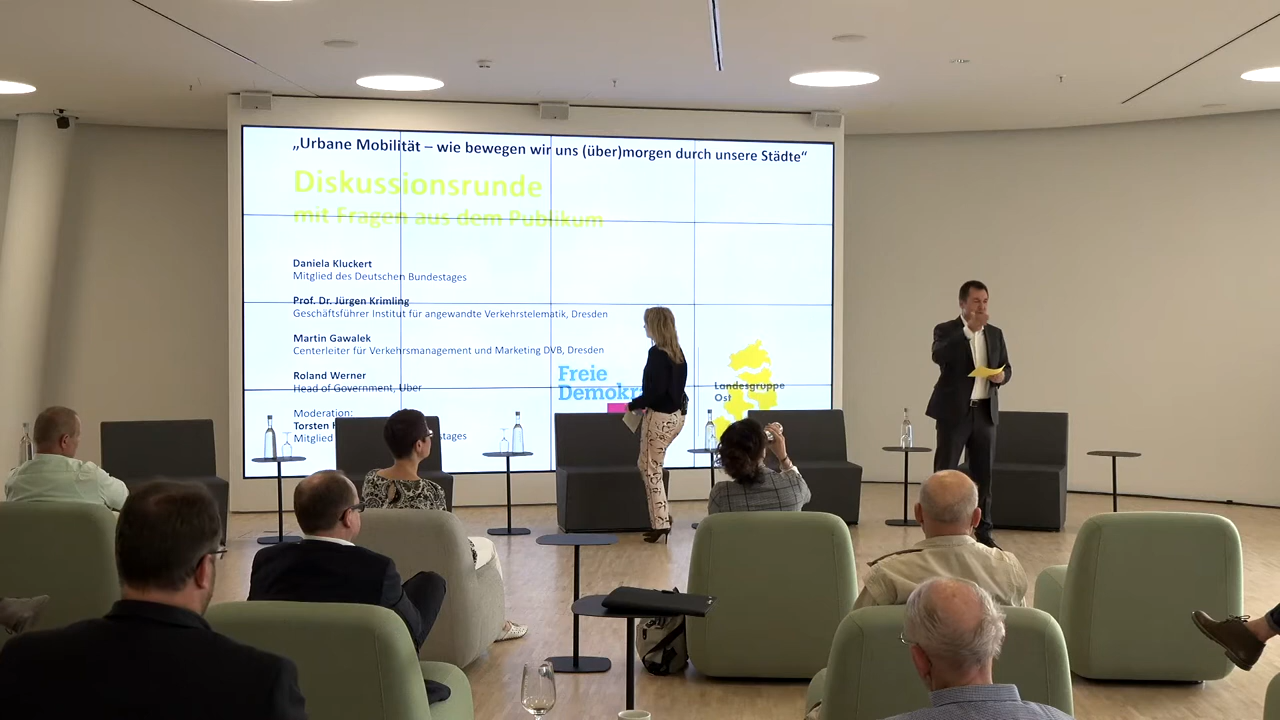 „Urbane Mobilität – wie bewegen wir uns (über)morgen durch unsere Städte“
Diskussionsrunde
mit Fragen aus dem Publikum
Daniela Kluckert
Mitglied des Deutschen Bundestages
Prof. Dr. Jürgen Krimling
Geschäftsführer Institut für angewandte Verkehrstelematik, Dresden
Martin Gawalek
Centerleiter für Verkehrsmanagement und Marketing DVB, Dresden
Roland Werner
Head of Government, Uber
Moderation:
Torsten
Mitglied
Freie
Landesgruppe
Ost